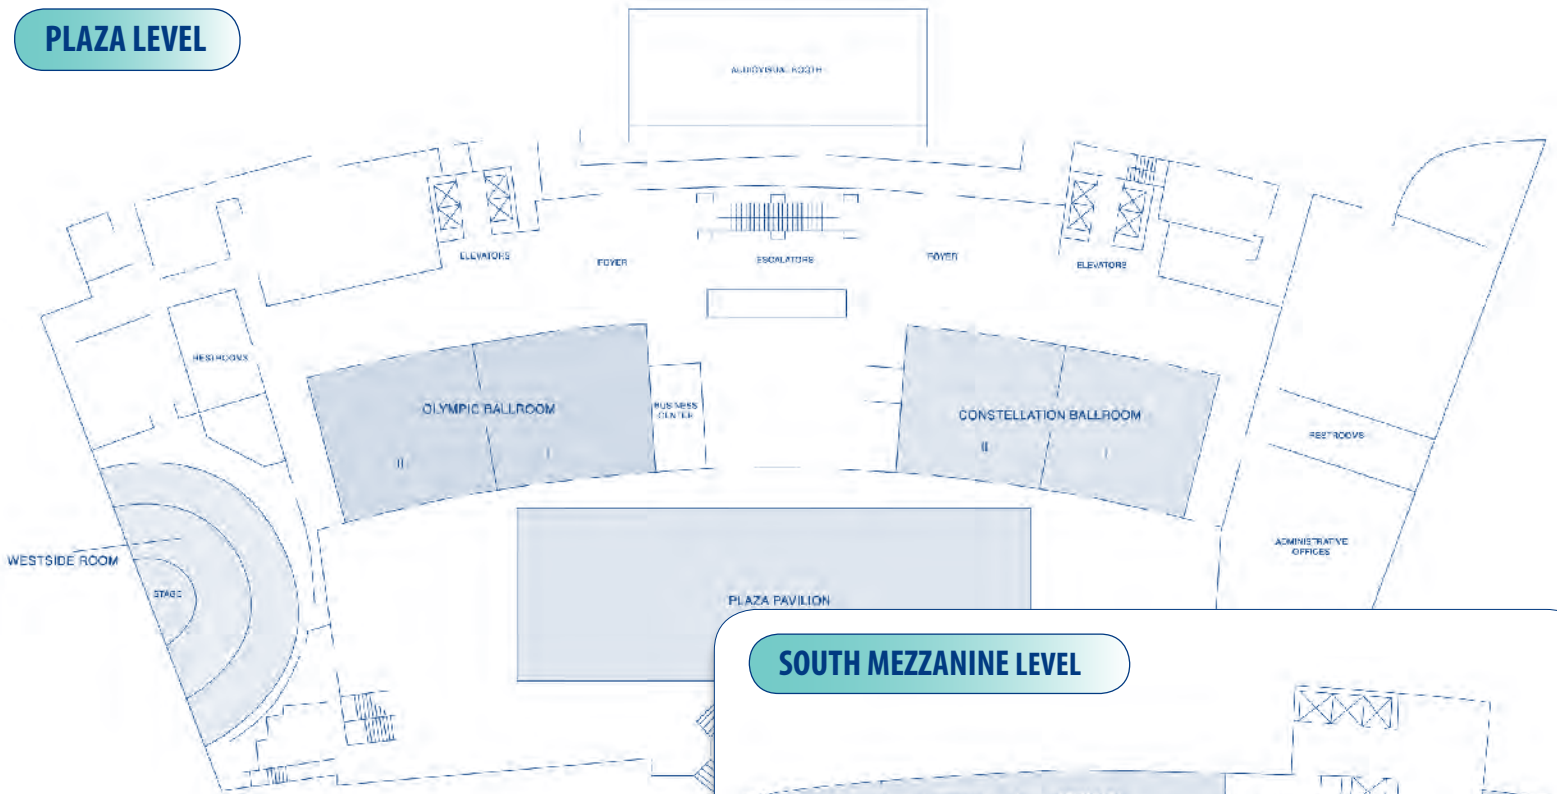 PLAZA LEVEL
AUDIOVISUAL BOOTH
ELEVATORS
FOYER
ESCALATORS
FOYER
ELEVATORS
RESTROOMS
OLYMPIC BALLROOM
II
I
BUSINESS
CENTER
CONSTELLATION BALLROOM
II
I
RESTROOMS
ADMINISTRATIVE
OFFICES
WESTSIDE ROOM
STAGE
PLAZA PAVILION
SOUTH MEZZANINE LEVEL